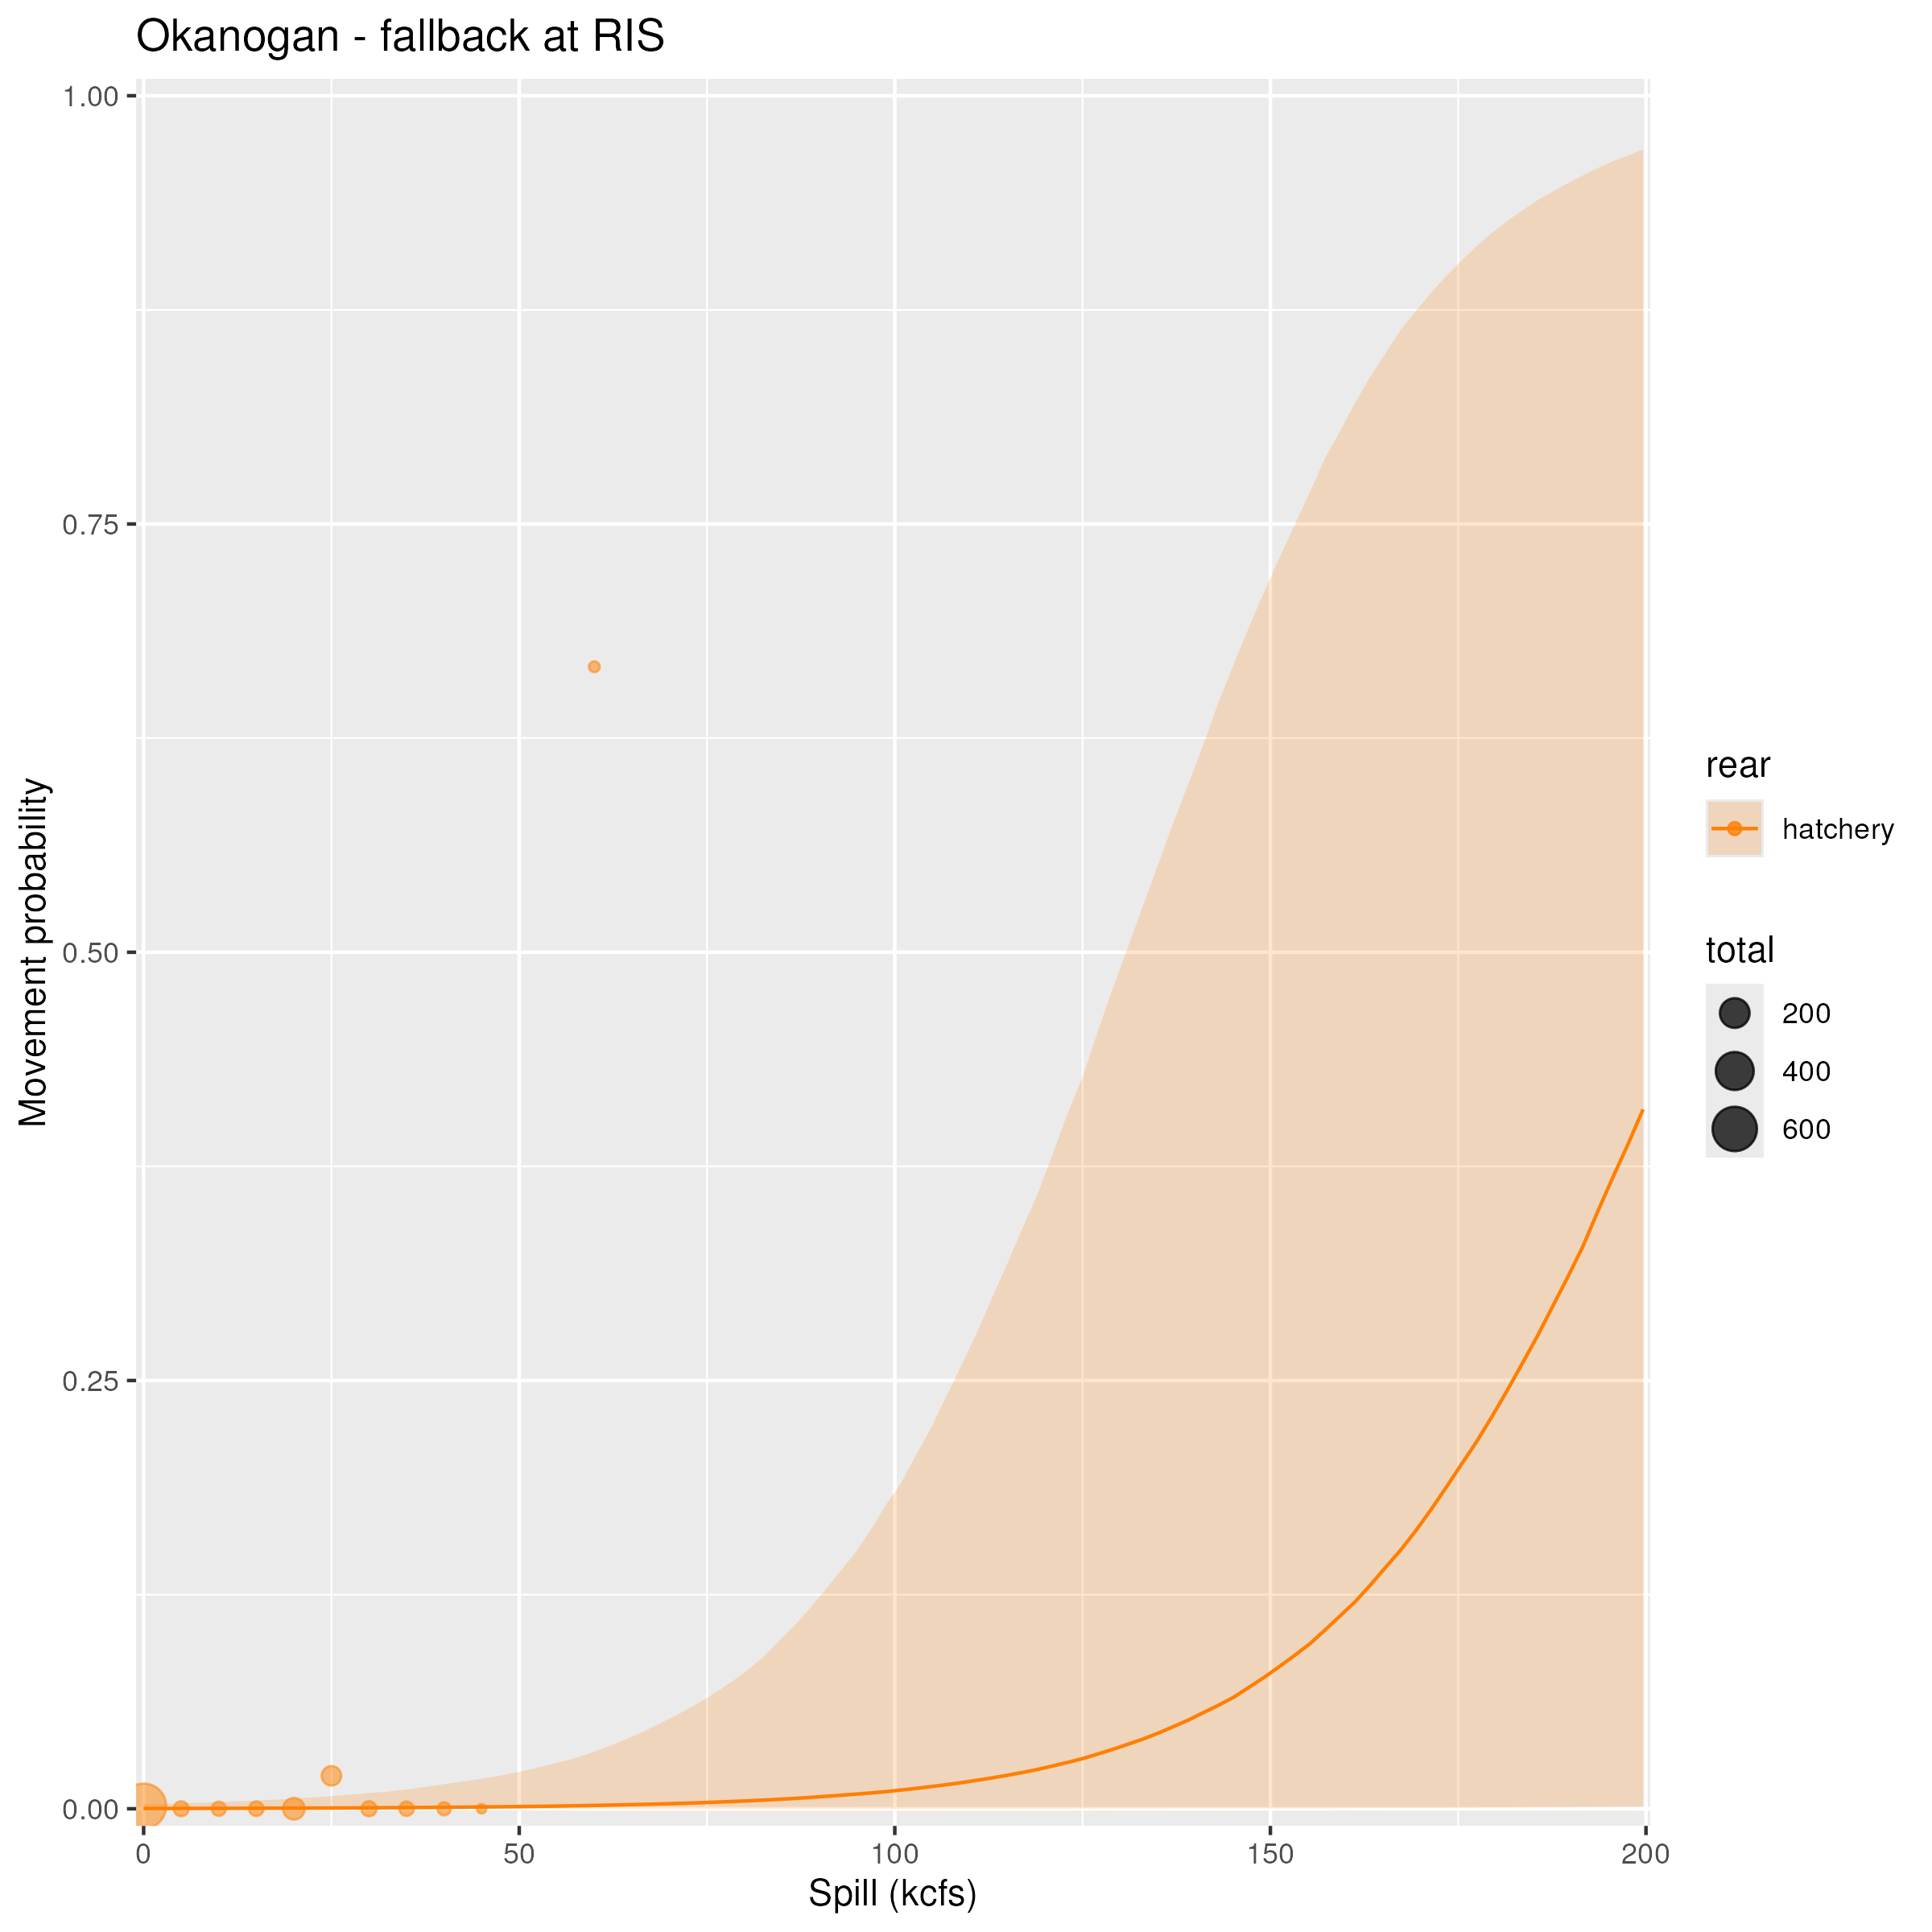 Okanogan - fallback at RIS
1.00
0.75
0.50
0.25
0.00
Movement probability
0
50
100
150
200
Spill (kcfs)
rear
hatchery
total
200
400
600